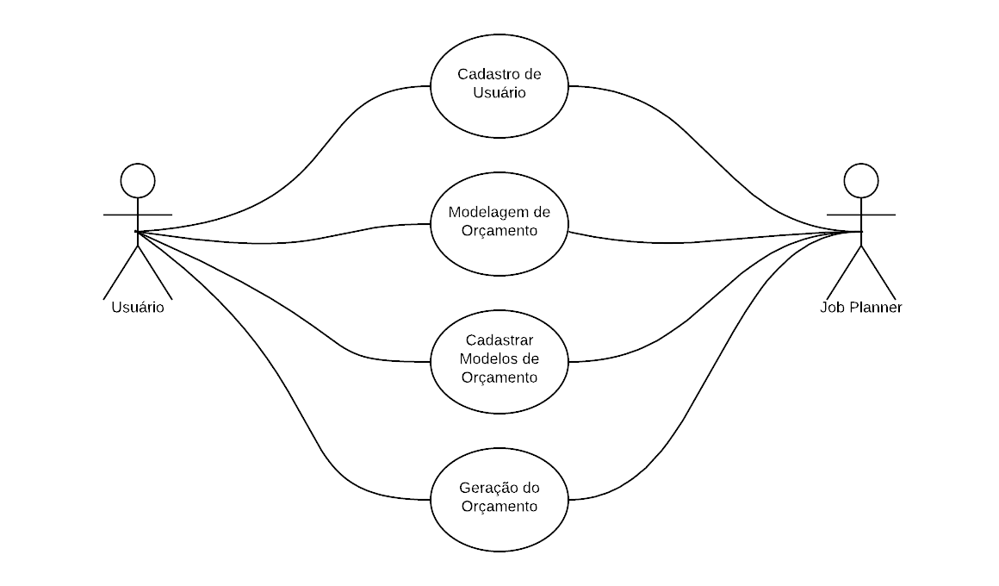 Cadastro de
Usuário
Modelagem de
Orçamento
Usuário
Job Planner
Cadastrar
Modelos de
Orçamento
Geração do
Orçamento